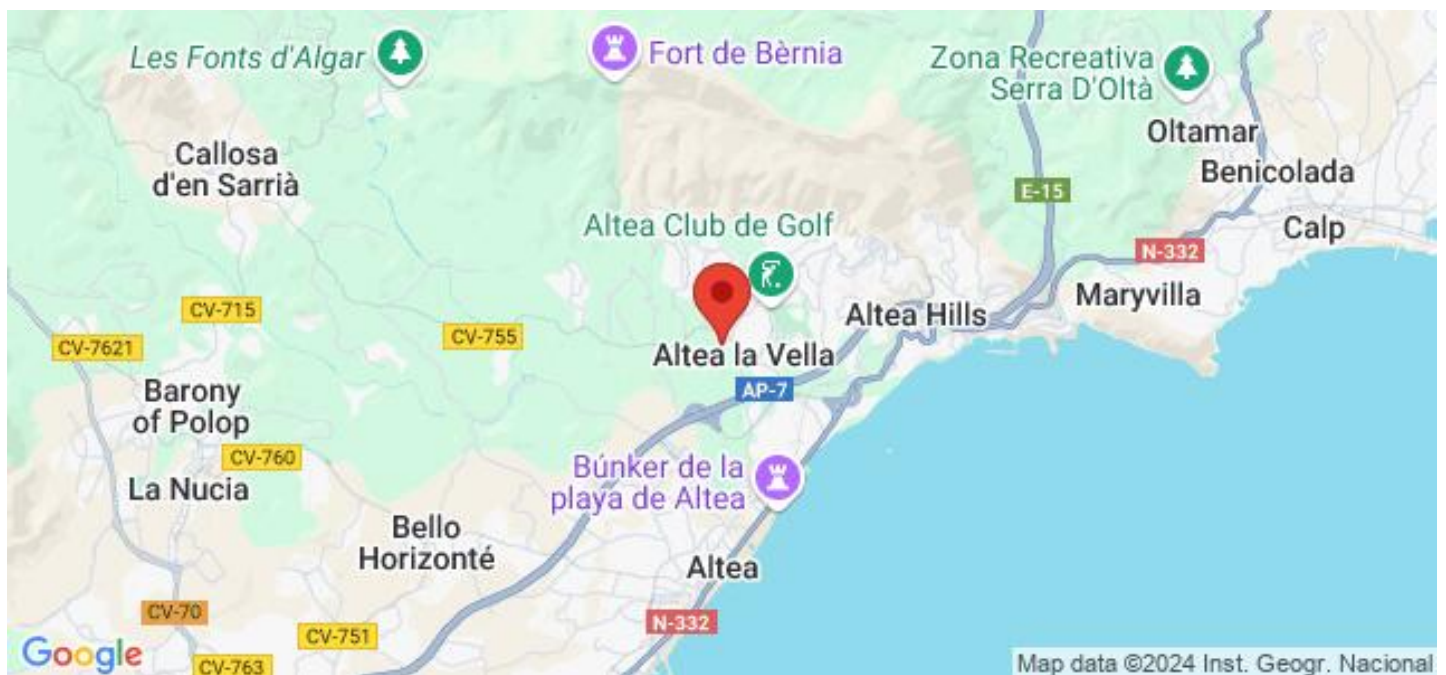 Les Fonts d'Algar
Fort de Bèrnia
Zona Recreativa
Serra D'Oltà
Oltamar
Callosa
d'en Sarrià
Benicolada
E-15
Altea Club de Golf
Calp
N-332
Maryvilla
CV-715
Altea Hills
CV-755
CV-7621
Altea la Vella
AP-7
Barony
of Polop
CV-760
Búnker de la
playa de Altea
La Nucia
Bello
Horizonté
Altea
CV-70
N-332
CV-751
Google
CV-763
Map data ©2024 Inst. Geogr. Nacional